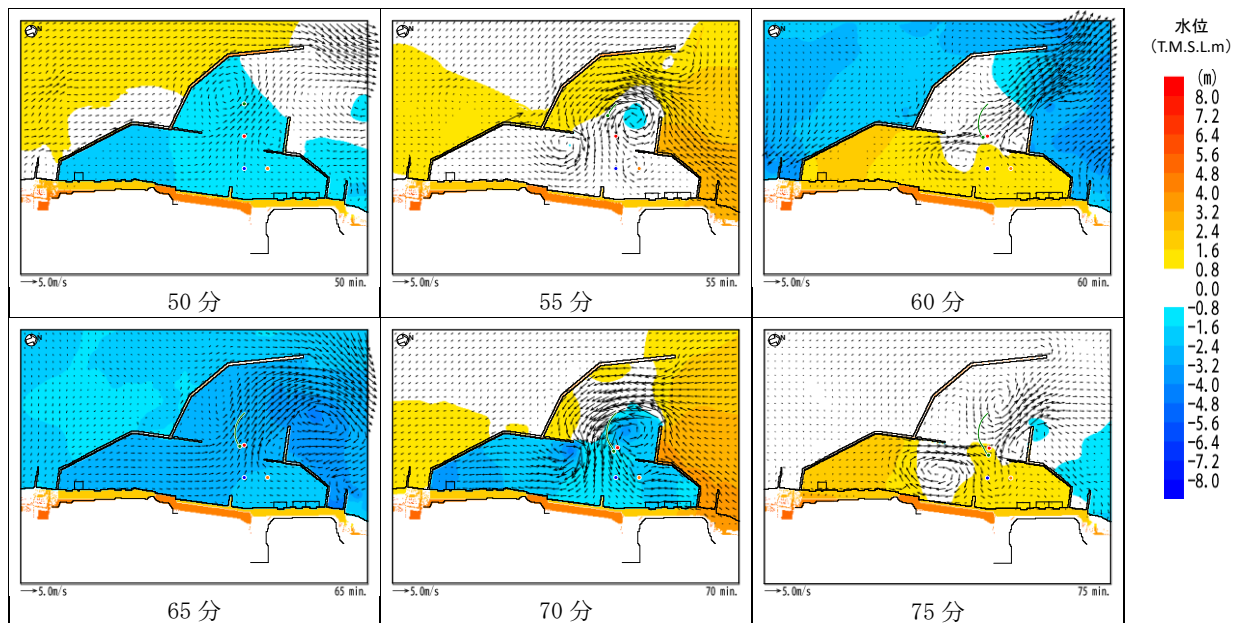 水位
(T.M.S.L.m)
(m)
8.0
7.2
6.4
5.6
4.8
4.0
3.2
2.4
1.6
0.8
0.0
-0.8
-1.6
-2.4
-3.2
-4.0
-4.8
-5.6
-6.4
-7.2
-8.0
N
5.0m/s
50 min.
50 分
N
5.0m/s
55 min.
55 分
N
5.0m/s
60 min.
60 分
N
5.0m/s
65 min.
65 分
N
5.0m/s
70 min.
70 分
N
5.0m/s
75 min.
75 分